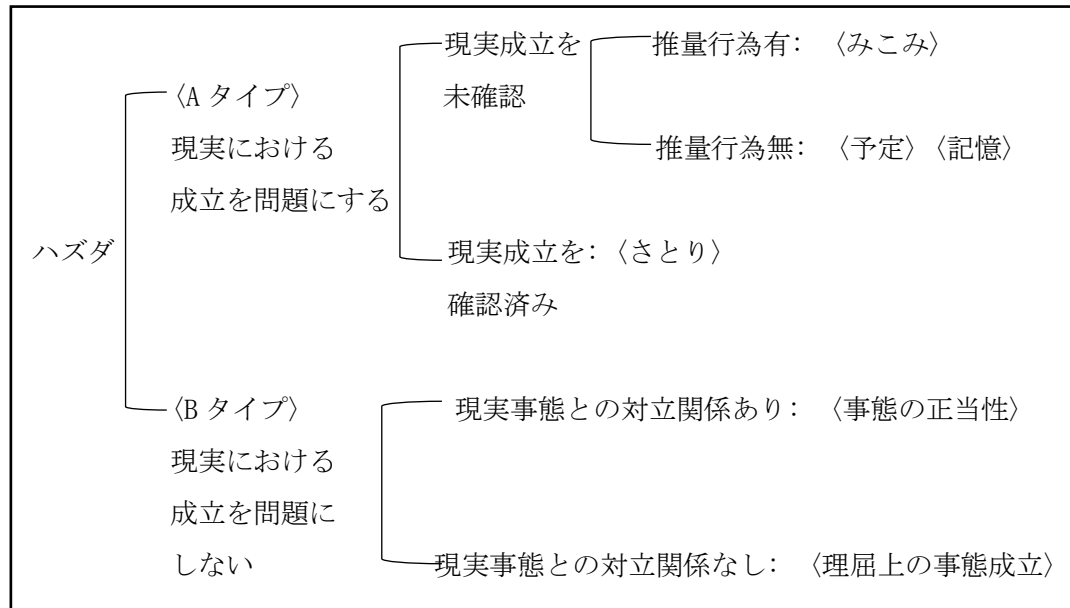 現実成立を
推量行為有： 〈みこみ〉
〈A タイプ〉
未確認
現実における
推量行為無： 〈予定〉〈記憶〉
成立を問題にする
ハズダ
現実成立を：〈さとり〉
確認済み
〈B タイプ〉
現実事態との対立関係あり： 〈事態の正当性〉
現実における
成立を問題に
しない
現実事態との対立関係なし： 〈理屈上の事態成立〉